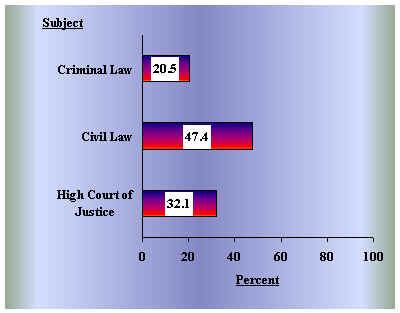 Subject
Criminal Law
20.5
Civil Law
47.4
High Court of
Justice
32.1
0 20 40 60 80 100
Percent